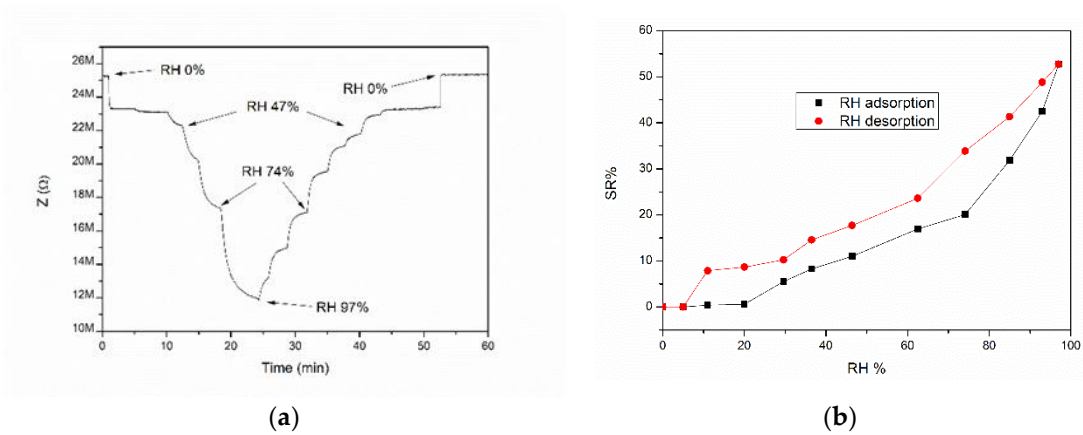 26M
24M
22M
20M
18M
16M
14M
12M
10M
Z (Ω)
RH 0%
RH 0%
RH 47%
RH 74%
RH 97%
0
10
20
30
40
50
60
Time (min)
(a)
60
50
40
30
20
10
0
SR%
RH adsorption
RH desorption
0
20
40
60
80
100
RH %
(b)